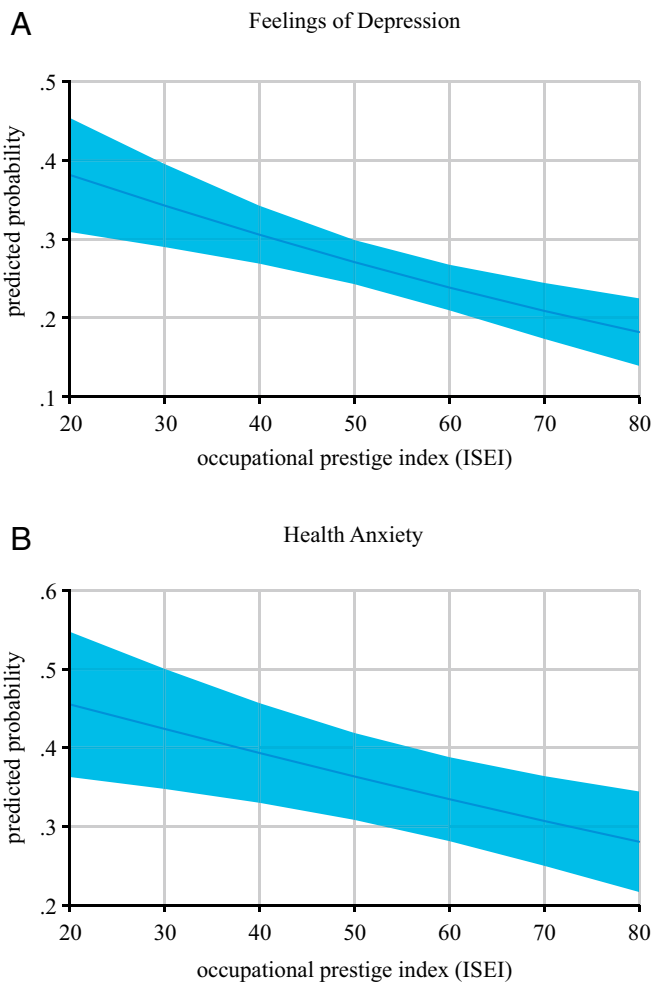 A
Feelings of Depression
.5
.4
.3
.2
.1
predicted probability
20 30 40 50 60 70 80
occupational prestige index (ISEI)
B
Health Anxiety
.6
.5
.4
.3
.2
predicted probability
20 30 40 50 60 70 80
occupational prestige index (ISEI)